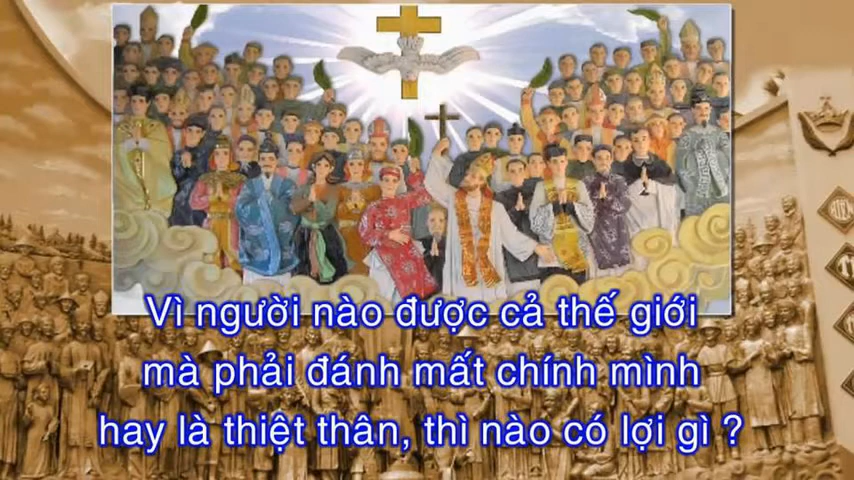 Vì người nào được cả thế giới
mà phải đánh mất chính mình
hay là thiệt thân, thì nào có lợi gì ?